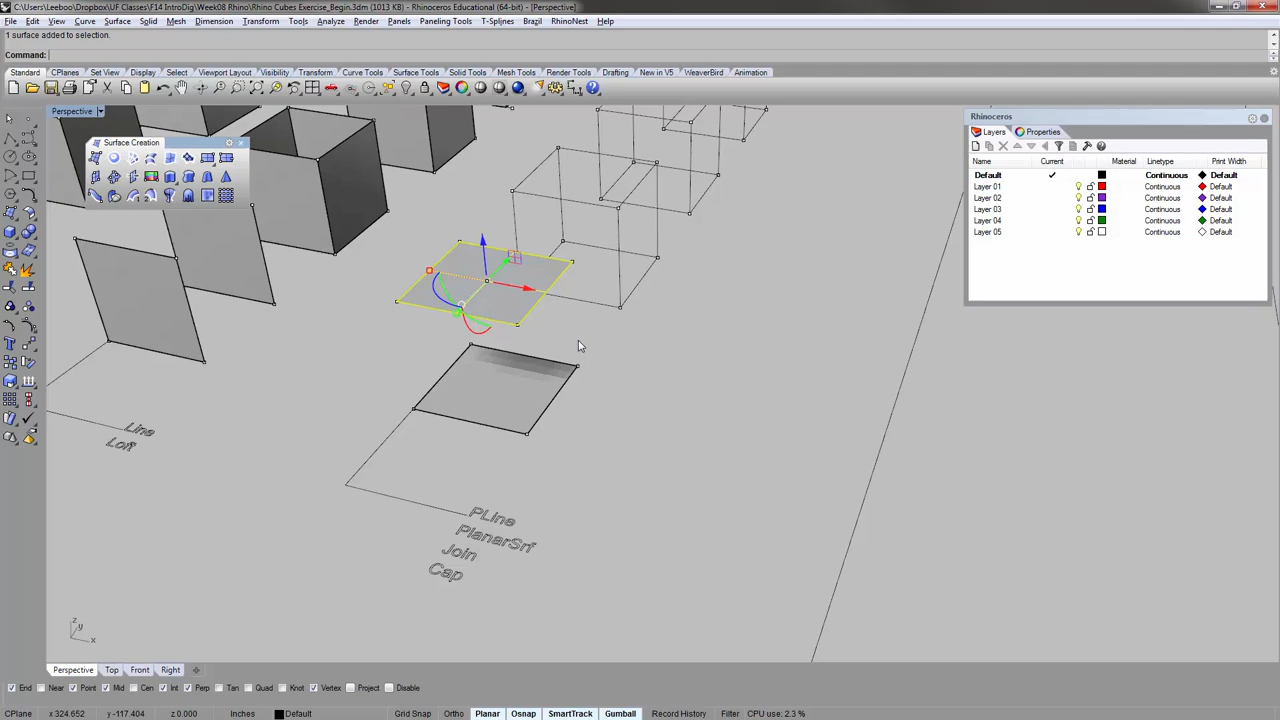 C:\Users\Leeboo\Dropbox\UF Classes\F14 IntroDig\Week08 Rhino\Rhino Cubes Exercise_Begin.3dm (1013 KB) - Rhinoceros Educational (64-bit) - [Perspective]
File Edit View Curve Surface Solid Mesh Dimension Transform Tools Analyze Render Panels Paneling Tools T-Splines Brazil RhinoNest Help
1 surface added to selection.
Command:
Standard CPlanes Set View Display Select Viewport Layout Visibility Transform Curve Tools Surface Tools Solid Tools Mesh Tools Render Tools Drafting New in V5 WeaverBird Animation
Perspective
Surface Creation
Rhinoceros
Layers Properties
Name Current Material Linetype Print Width
Default Continuous Default
Layer 01 Continuous Default
Layer 02 Continuous Default
Layer 03 Continuous Default
Layer 04 Continuous Default
Layer 05 Continuous Default
Line
Loft
PLine
PlanarSrf
Join
Cap
z
y
x
Perspective Top Front Right
End Near Point Mid Cen Int Perp Tan Quad Knot Vertex Project Disable
CPlane x 324.652 y -117.404 z 0.000 Inches Default Grid Snap Ortho Planar Osnap SmartTrack Gumball Record History Filter CPU use: 2.3 %